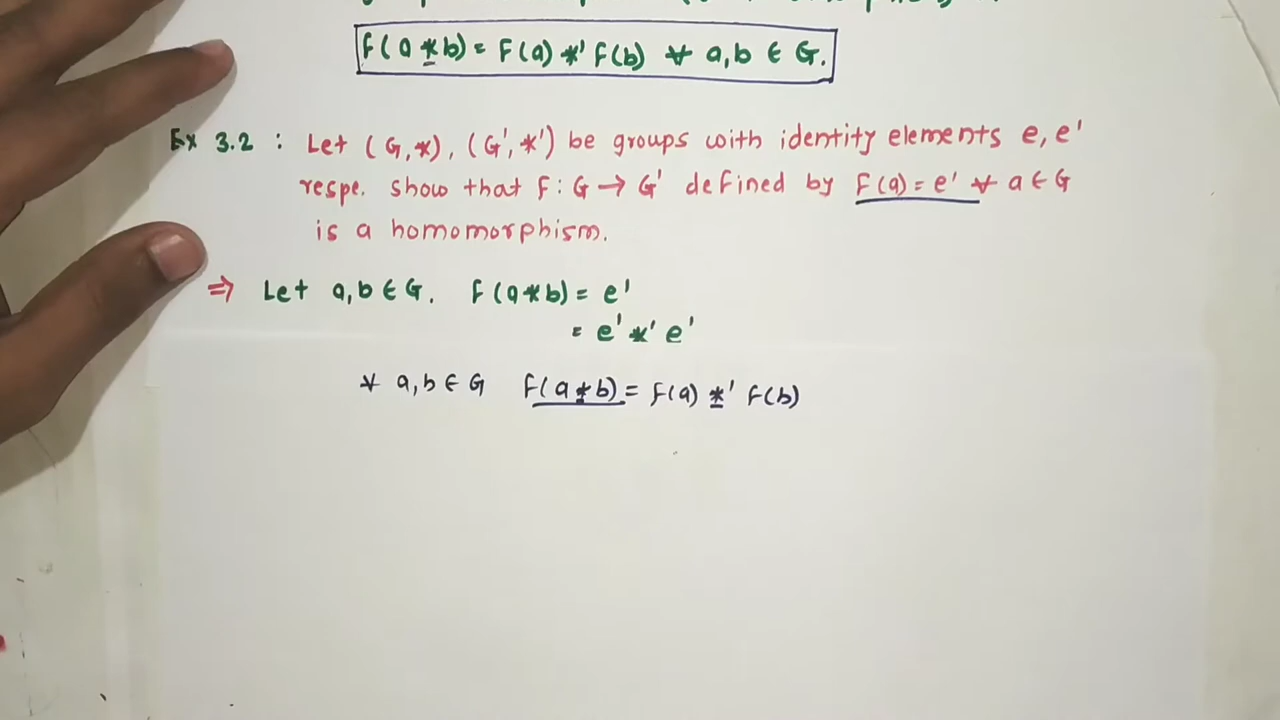 F(a * b) = F(a) *' F(b) ∀ a,b ∈ G.
Ex 3.2 : Let (G,*), (G',*') be groups with identity elements e, e'
respe. show that F : G → G' defined by F(a) = e' ∀ a ∈ G
is a homomorphism.
⇒ Let a,b ∈ G. F(a*b) = e'
= e' *' e'
∀ a,b ∈ G F(a*b) = F(a) *' F(b)